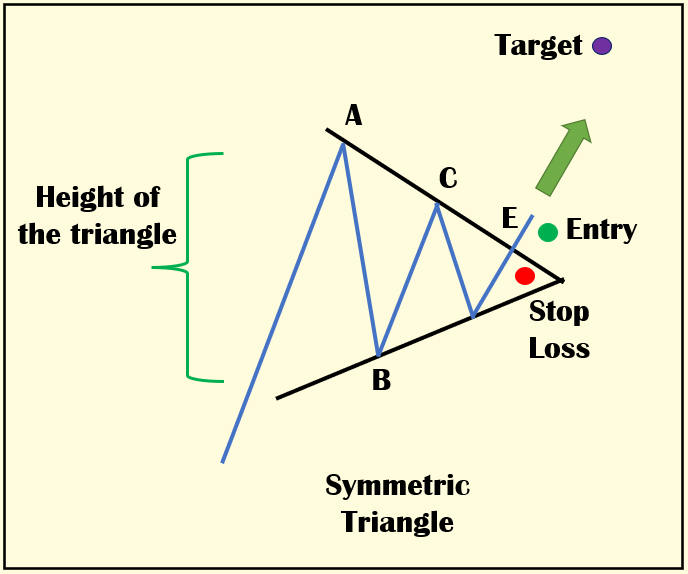 Target
A
Height of
the triangle
C
E
Entry
Stop
Loss
B
Symmetric
Triangle